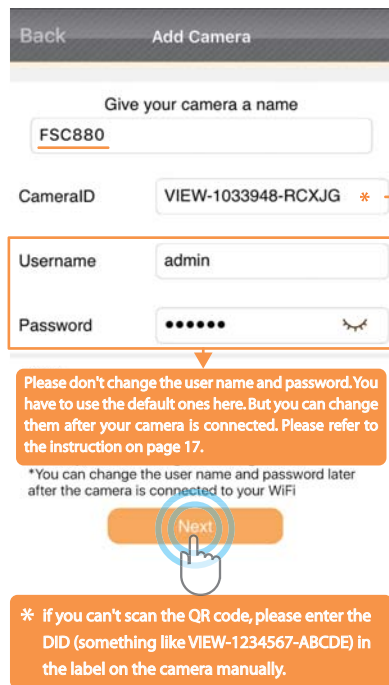 Back Add Camera
Give your camera a name
FSC880
CameraID VIEW-1033948-RCXJG *
Username admin
Password ••••••
Please don't change the user name and password. You
have to use the default ones here. But you can change
them after your camera is connected. Please refer to
the instruction on page 17.
*You can change the user name and password later
after the camera is connected to your WiFi
Next
* if you can't scan the QR code, please enter the
DID (something like VIEW-1234567-ABCDE) in
the label on the camera manually.